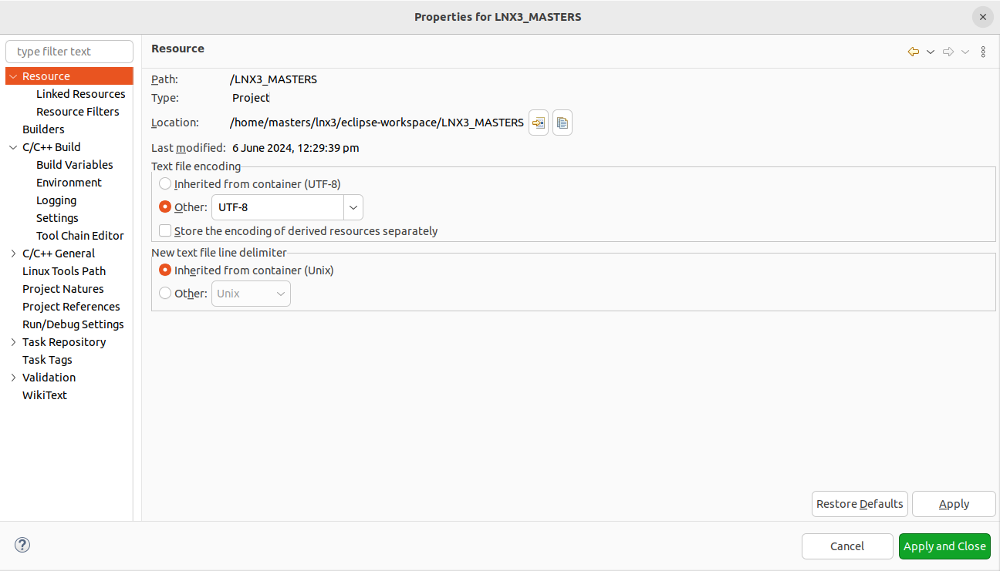 Properties for LNX3_MASTERS
type filter text
Resource
Linked Resources
Resource Filters
Builders
C/C++ Build
Build Variables
Environment
Logging
Settings
Tool Chain Editor
C/C++ General
Linux Tools Path
Project Natures
Project References
Run/Debug Settings
Task Repository
Task Tags
Validation
WikiText
Resource
Path: /LNX3_MASTERS
Type: Project
Location: /home/masters/lnx3/eclipse-workspace/LNX3_MASTERS
Last modified: 6 June 2024, 12:29:39 pm
Text file encoding
Inherited from container (UTF-8)
Other: UTF-8
Store the encoding of derived resources separately
New text file line delimiter
Inherited from container (Unix)
Other: Unix
Restore Defaults Apply
? Cancel Apply and Close